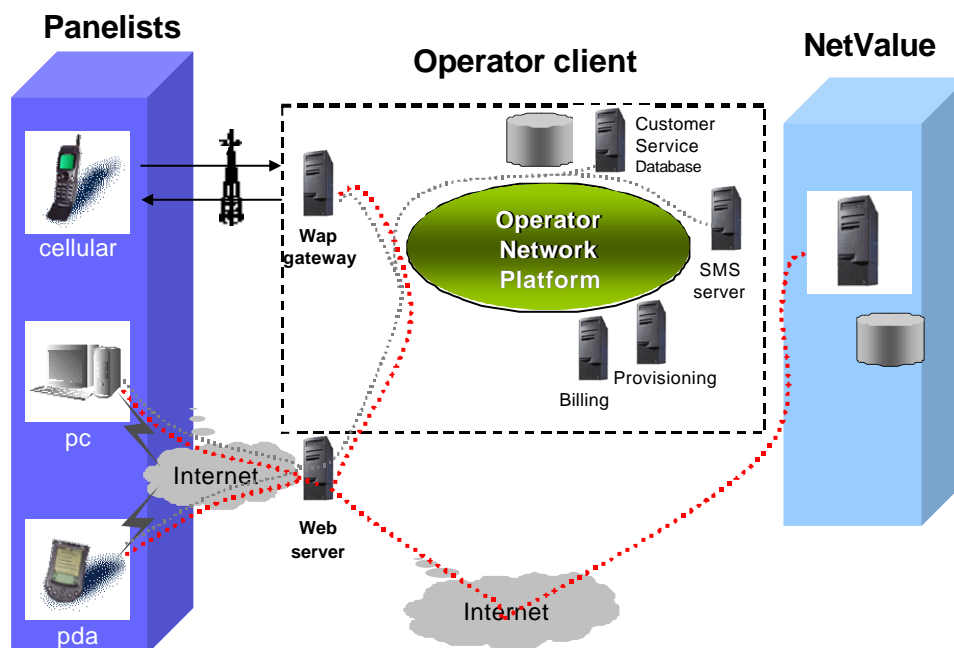 Panelists
Operator client
NetValue
Customer
Service
Database
cellular
Wap
gateway
Operator
Network
Platform
SMS
server
pc
Billing
Provisioning
Internet
Web
server
pda
Internet